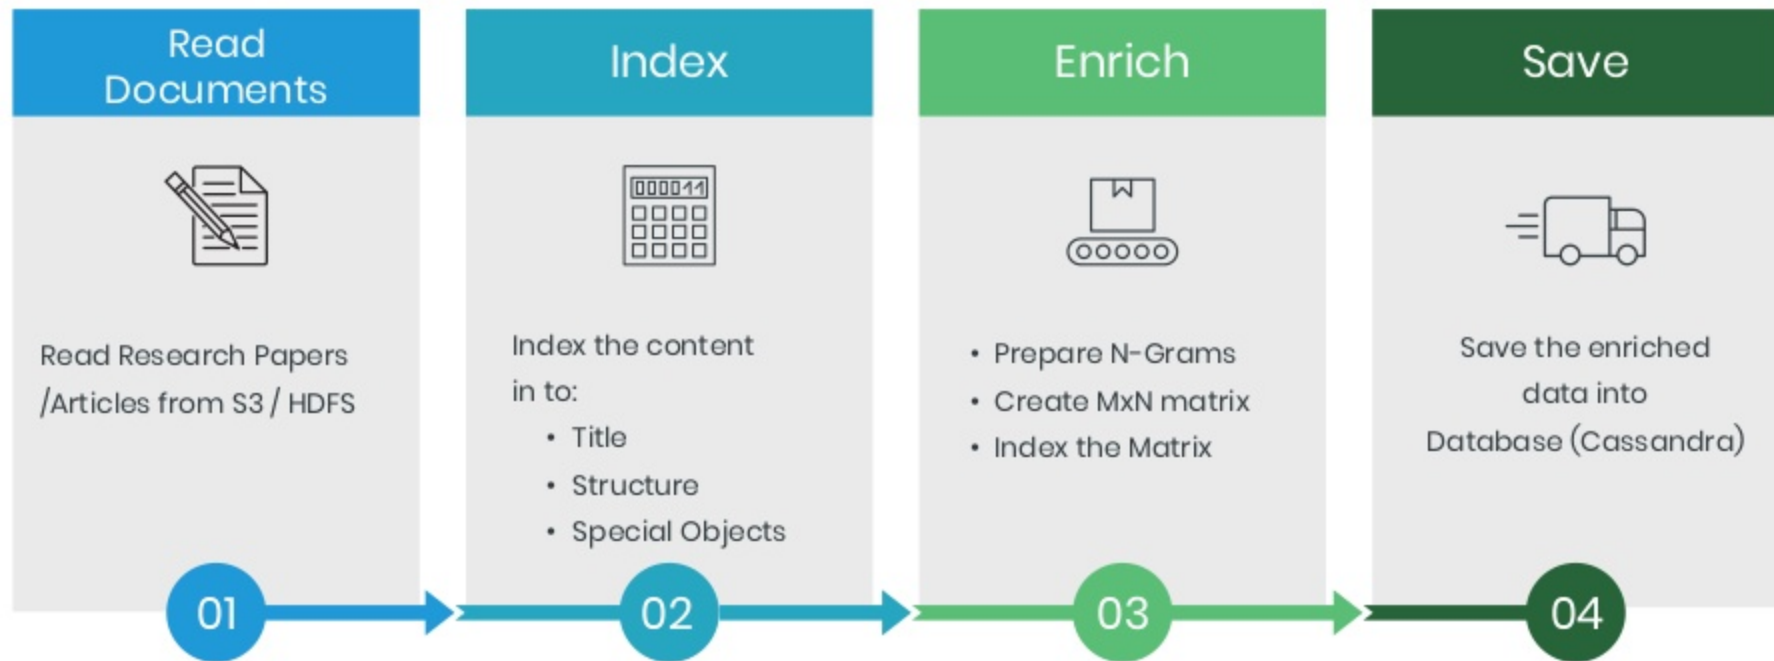 Read
Documents
Read Research Papers
/Articles from S3 / HDFS
01
Index
000011
Index the content
in to:
• Title
• Structure
• Special Objects
02
Enrich
• Prepare N-Grams
• Create MxN matrix
• Index the Matrix
03
Save
Save the enriched
data into
Database (Cassandra)
04